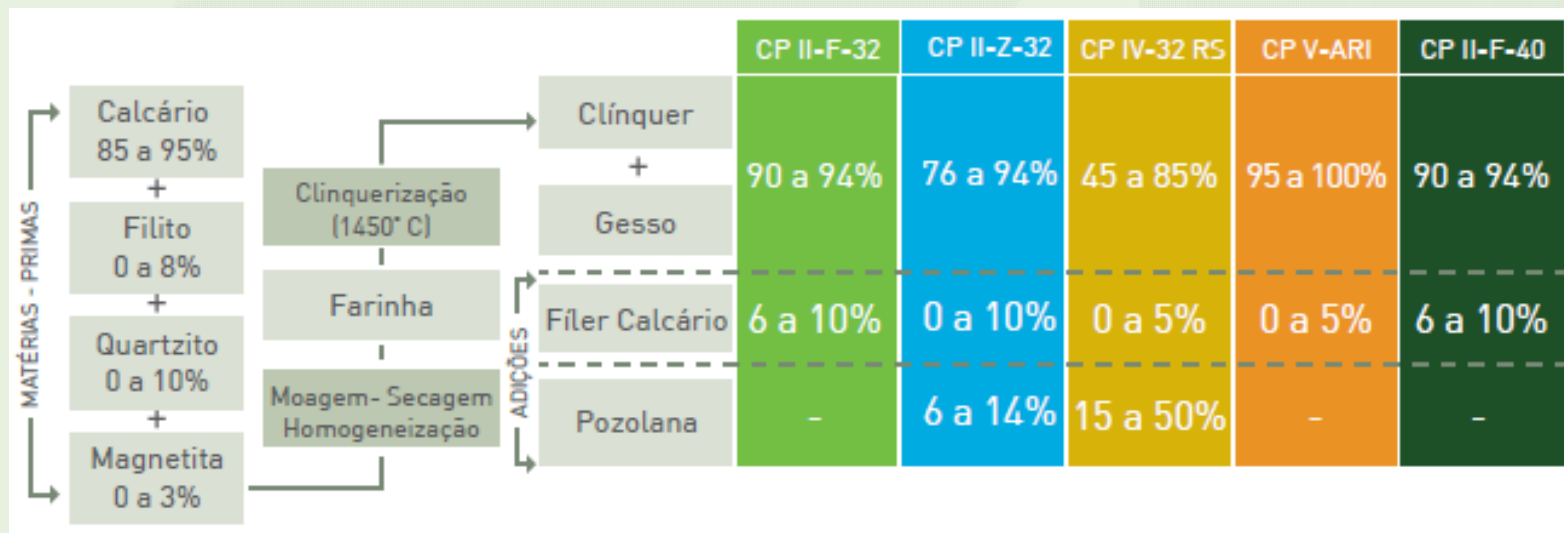 MATÉRIAS - PRIMAS
Calcário
85 a 95%
+
Filito
0 a 8%
+
Quartzito
0 a 10%
+
Magnetita
0 a 3%
Clinquerização
(1450° C)
Farinha
Moagem- Secagem
Homogeneização
Clínquer
+
Gesso
ADIÇÕES
Fíler Calcário
Pozolana
CP II-F-32
90 a 94%
6 a 10%
-
CP II-Z-32
76 a 94%
0 a 10%
6 a 14%
CP IV-32 RS
45 a 85%
0 a 5%
15 a 50%
CP V-ARI
95 a 100%
0 a 5%
-
CP II-F-40
90 a 94%
6 a 10%
-